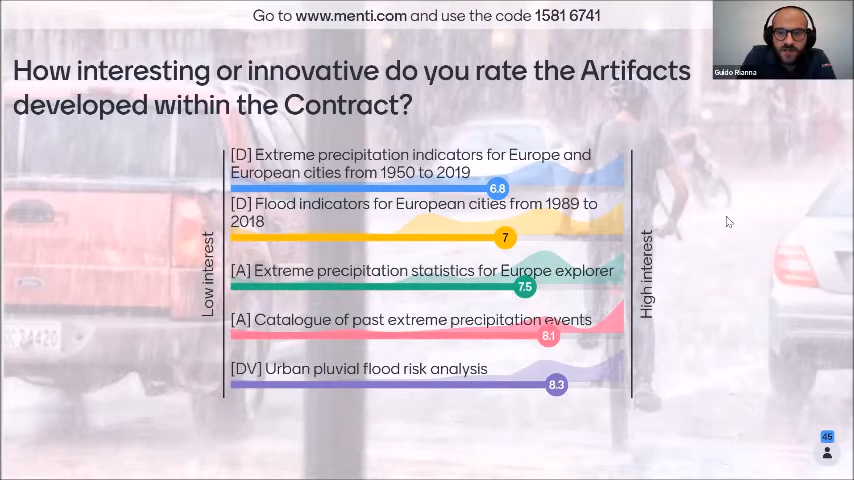 Go to www.menti.com and use the code 1581 6741
Guido Rianna
How interesting or innovative do you rate the Artifacts
developed within the Contract?
[D] Extreme precipitation indicators for Europe and
European cities from 1950 to 2019
6.8
[D] Flood indicators for European cities from 1989 to
2018
7
[A] Extreme precipitation statistics for Europe explorer
7.5
[A] Catalogue of past extreme precipitation events
8.1
[DV] Urban pluvial flood risk analysis
8.3
Low interest
High interest
45